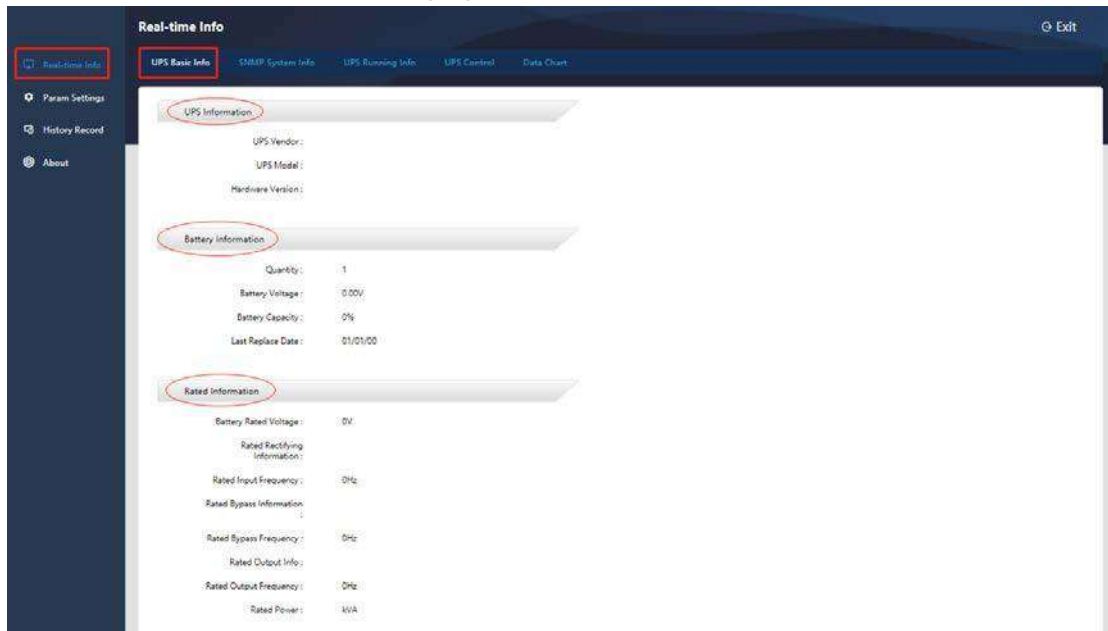 Real-time Info
Exit
Real-time Info
UPS Basic Info
SNMP System Info
UPS Running Info
UPS Control
Data Chart
Param Settings
History Record
About
UPS Information
UPS Vendor :
UPS Model :
Hardware Version :
Battery Information
Quantity : 1
Battery Voltage : 0.00V
Battery Capacity : 0%
Last Replace Date : 01/01/00
Rated Information
Battery Rated Voltage : 0V
Rated Rectifying
Information :
Rated Input Frequency : 0Hz
Rated Bypass Information
:
Rated Bypass Frequency : 0Hz
Rated Output Info :
Rated Output Frequency : 0Hz
Rated Power : kVA